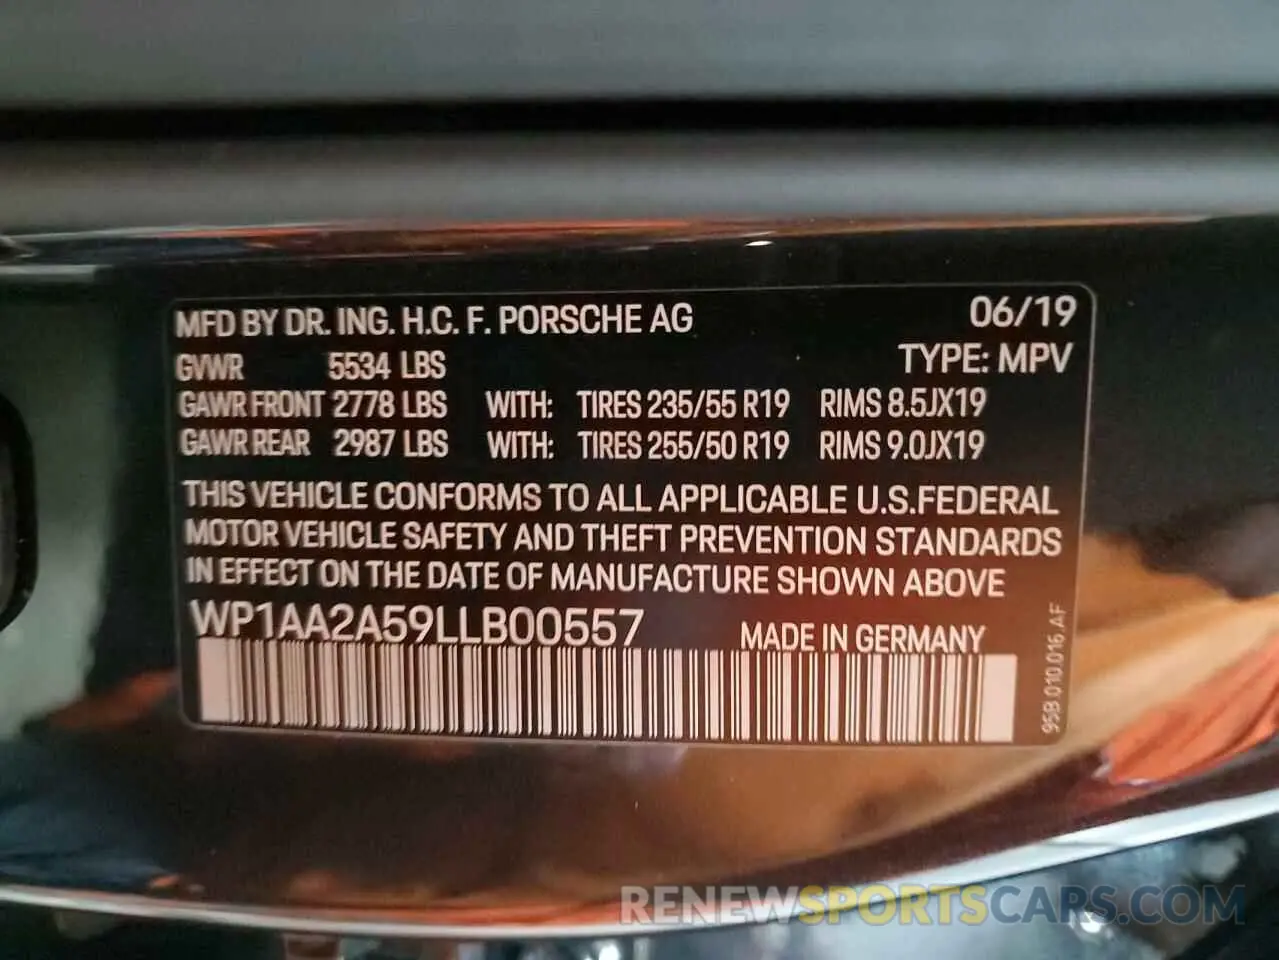 MFD BY DR. ING. H.C. F. PORSCHE AG 06/19
GVWR 5534 LBS TYPE: MPV
GAWR FRONT 2778 LBS WITH: TIRES 235/55 R19 RIMS 8.5JX19
GAWR REAR 2987 LBS WITH: TIRES 255/50 R19 RIMS 9.0JX19
THIS VEHICLE CONFORMS TO ALL APPLICABLE U.S.FEDERAL
MOTOR VEHICLE SAFETY AND THEFT PREVENTION STANDARDS
IN EFFECT ON THE DATE OF MANUFACTURE SHOWN ABOVE
WP1AA2A59LLB00557 MADE IN GERMANY
95B.010.016.AF
RENEWSPORTSCARS.COM